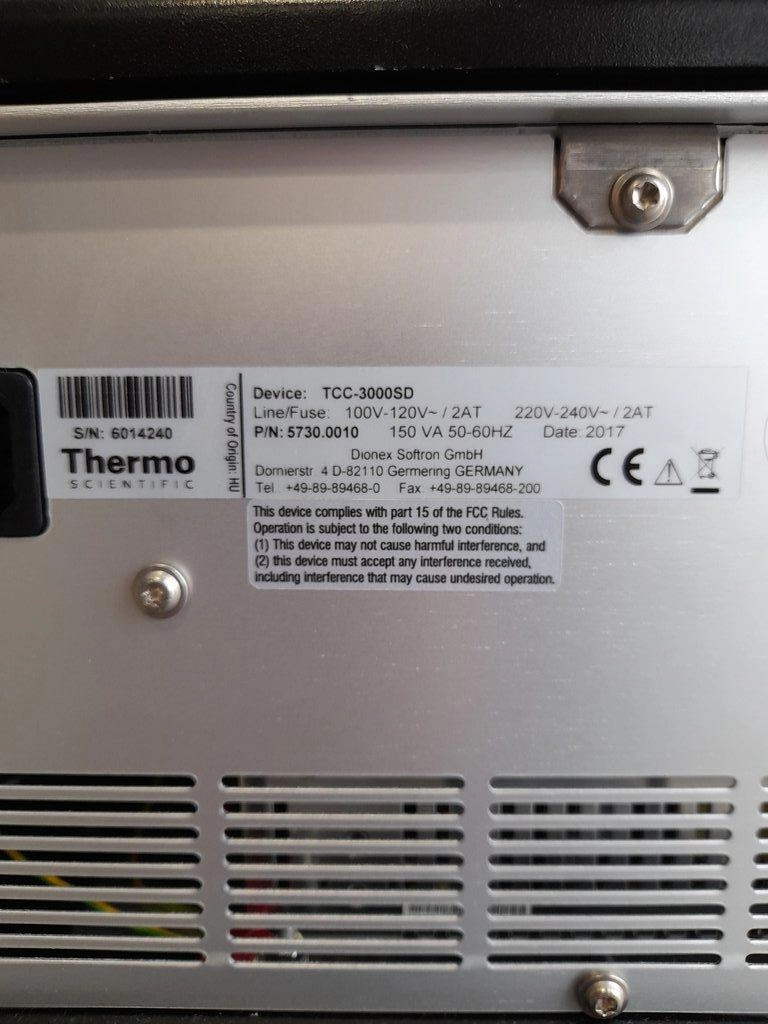 S/N: 6014240
Thermo
SCIENTIFIC
Country of Origin: HU
Device: TCC-3000SD
Line/Fuse: 100V-120V~ / 2AT 220V-240V~ / 2AT
P/N: 5730.0010 150 VA 50-60HZ Date: 2017
Dionex Softron GmbH
Dornierstr. 4 D-82110 Germering GERMANY
Tel. +49-89-89468-0 Fax +49-89-89468-200
CE
This device complies with part 15 of the FCC Rules.
Operation is subject to the following two conditions:
(1) This device may not cause harmful interference, and
(2) this device must accept any interference received,
including interference that may cause undesired operation.